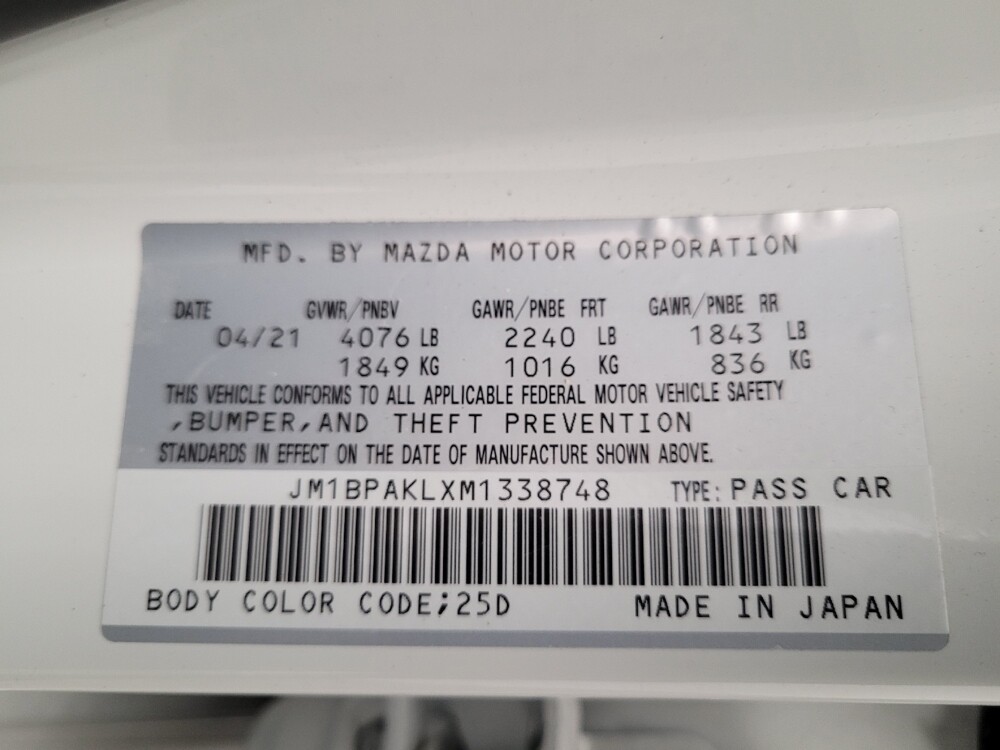 MFD. BY MAZDA MOTOR CORPORATION
DATE GVWR/PNBV GAWR/PNBE FRT GAWR/PNBE RR
04/21 4076 LB 2240 LB 1843 LB
1849 KG 1016 KG 836 KG
THIS VEHICLE CONFORMS TO ALL APPLICABLE FEDERAL MOTOR VEHICLE SAFETY
,BUMPER,AND THEFT PREVENTION
STANDARDS IN EFFECT ON THE DATE OF MANUFACTURE SHOWN ABOVE.
JM1BPAKLXM1338748 TYPE: PASS CAR
BODY COLOR CODE;25D MADE IN JAPAN